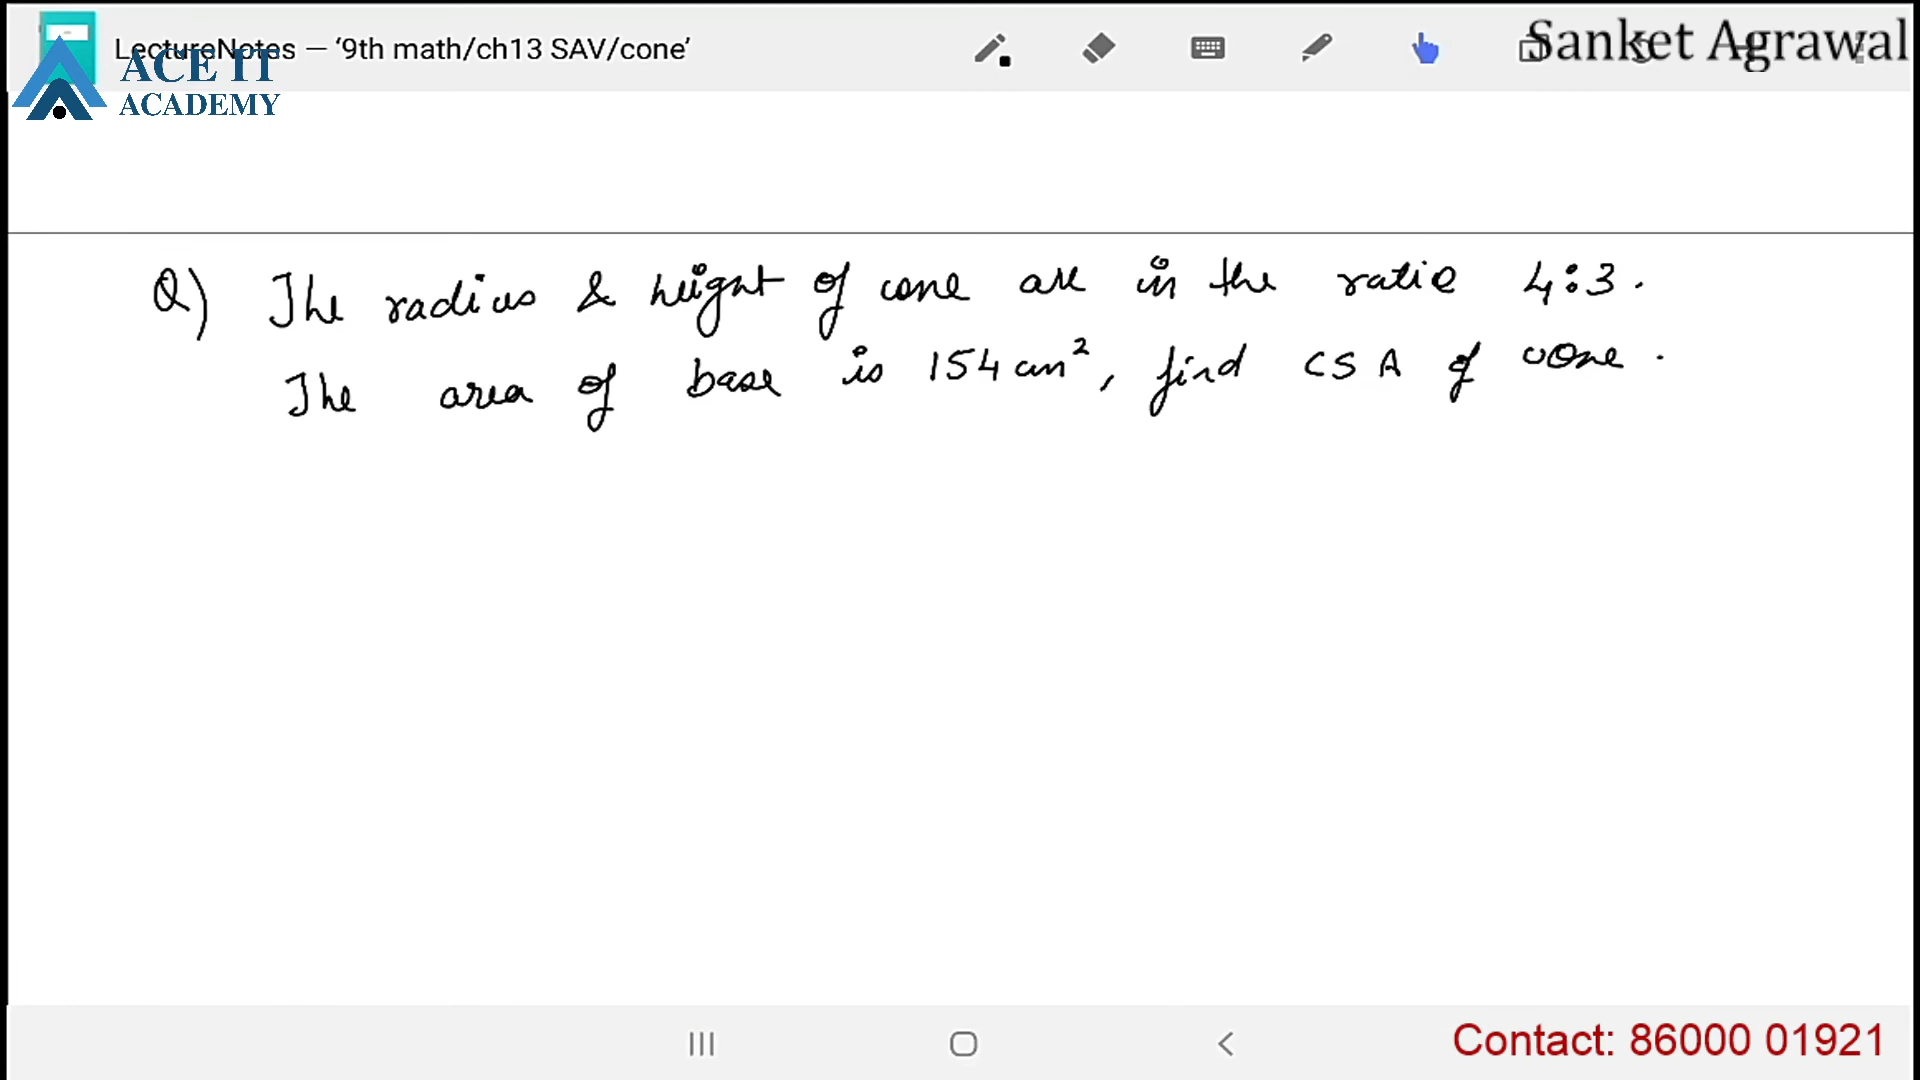 LectureNotes – ‘9th math/ch13 SAV/cone’
Sanket Agrawal
ACE IT
ACADEMY
Q) The radius & height of cone are in the ratio 4:3.
The area of base is 154 cm², find CSA of cone.
Contact: 86000 01921